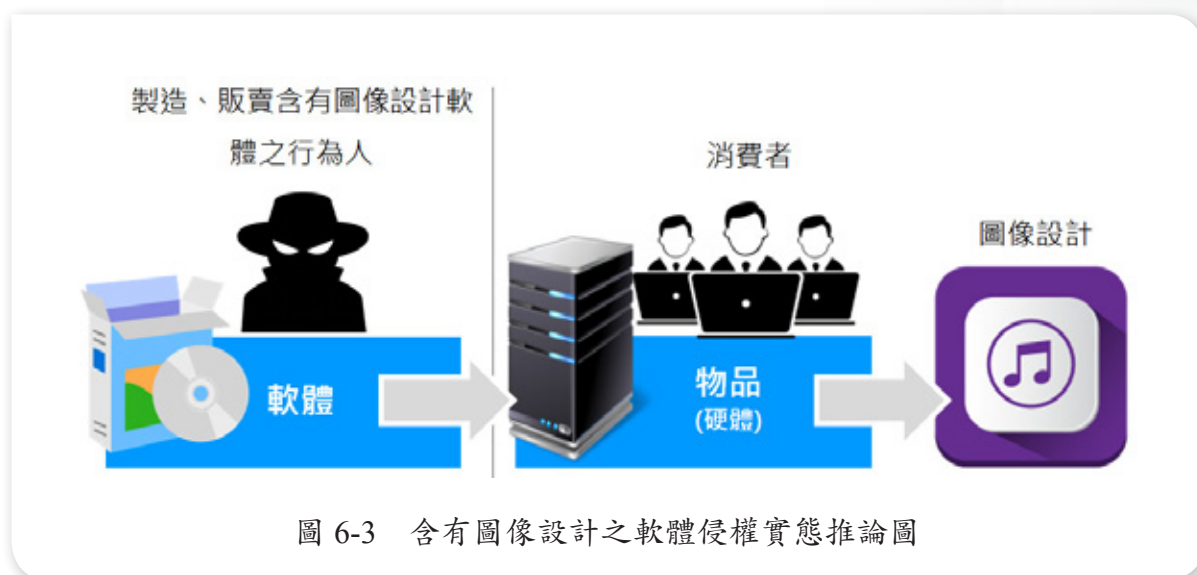 製造、販賣含有圖像設計軟
體之行為人
消費者
圖像設計
軟體
物品
(硬體)
圖 6-3 含有圖像設計之軟體侵權實態推論圖